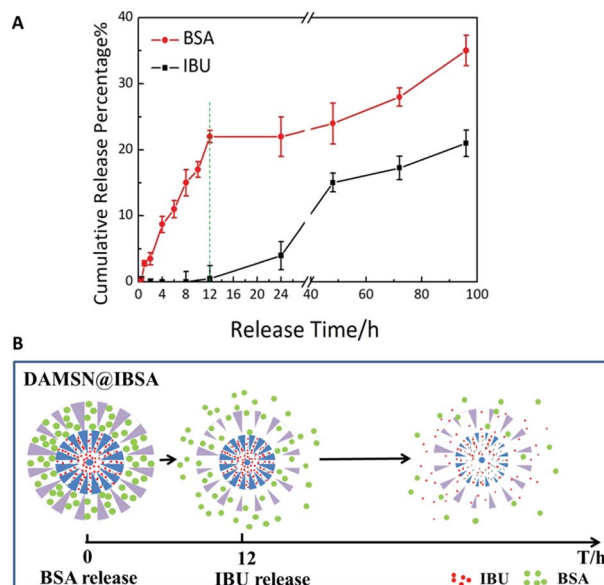 A
Cumulative Release Percentage%
40
30
20
10
0
BSA
IBU
0 4 8 12 16 20 24 40 60 80 100
Release Time/h
B
DAMSN@IBSA
0 12 T/h
BSA release IBU release IBU BSA